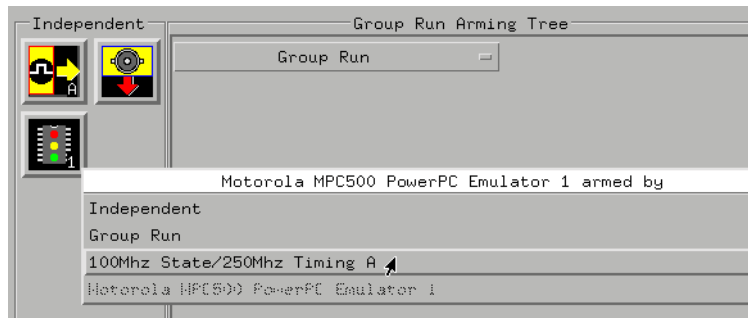 Independent
Group Run Arming Tree
Group Run
A
1
Motorola MPC500 PowerPC Emulator 1 armed by
Independent
Group Run
100Mhz State/250Mhz Timing A
Motorola MPC500 PowerPC Emulator 1